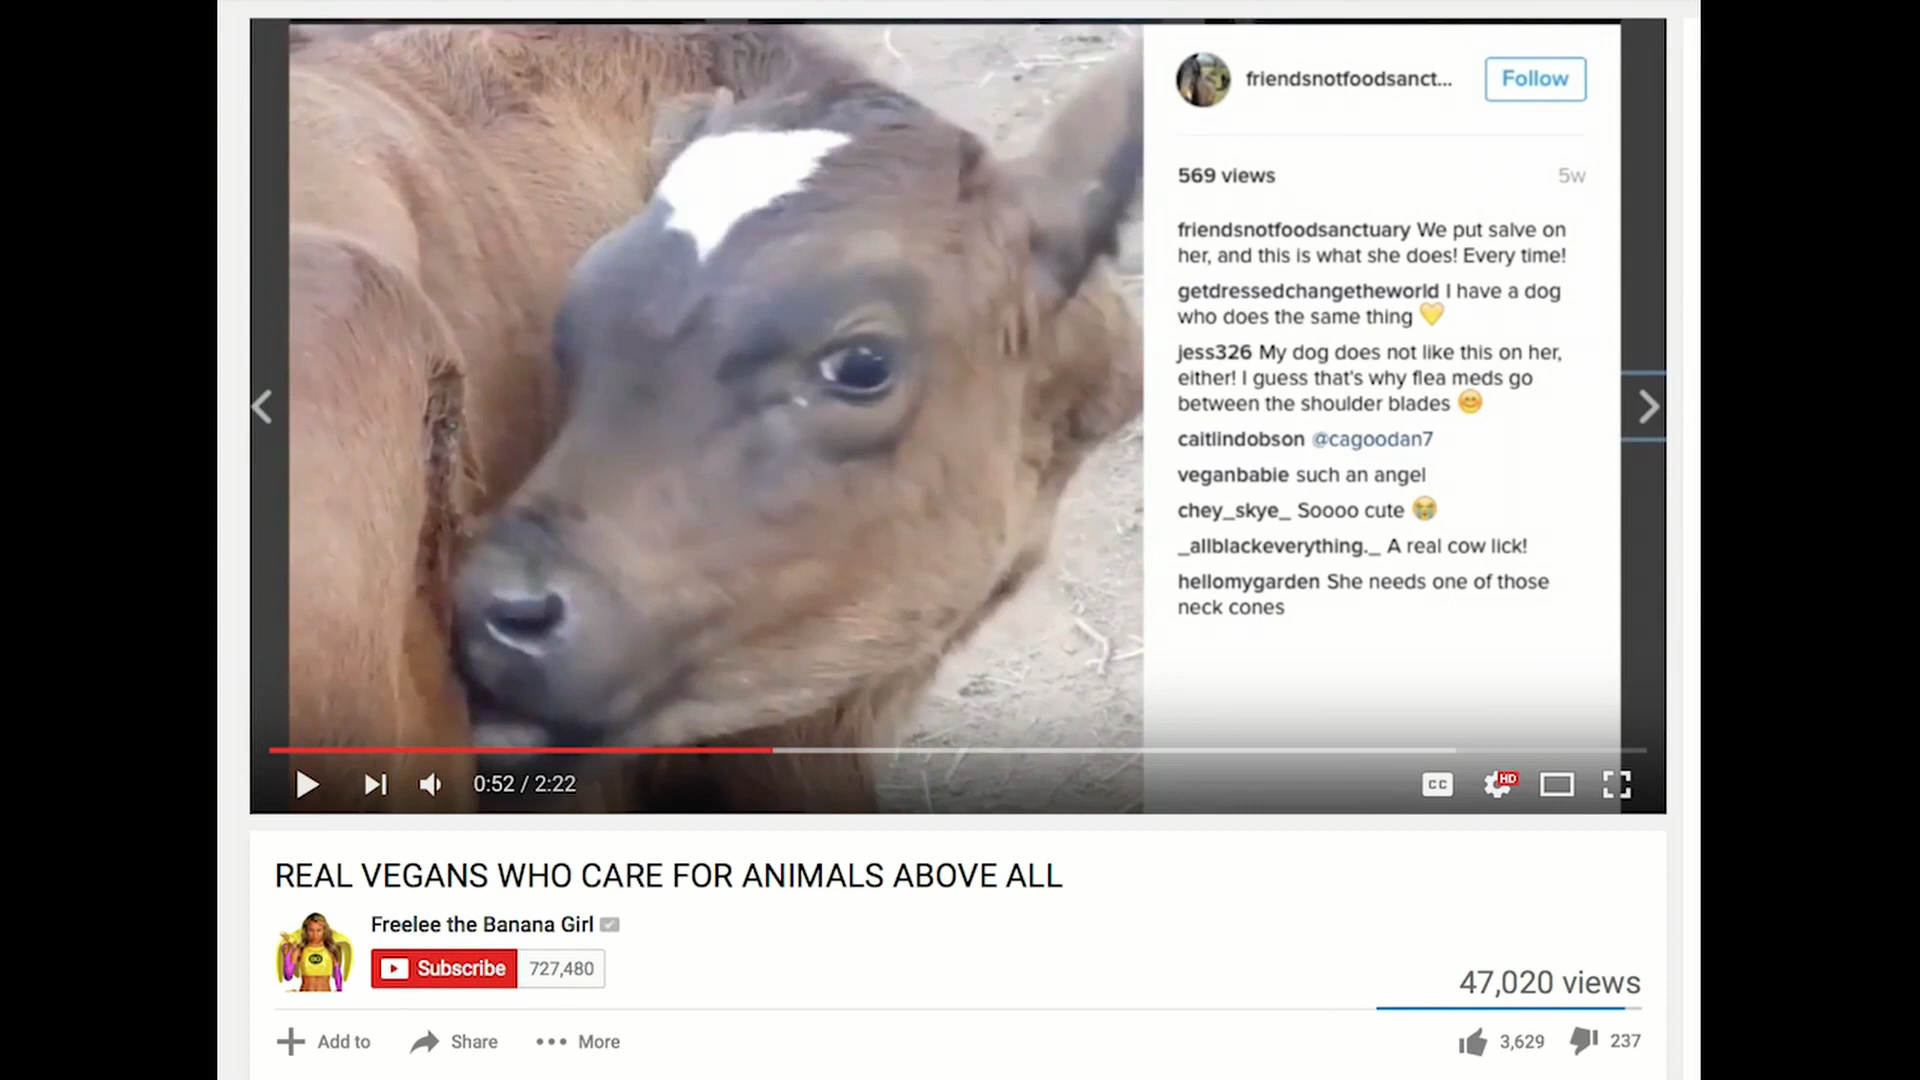 friendsnotfoodsanct...
Follow
569 views
5w
friendsnotfoodsanctuary We put salve on
her, and this is what she does! Every time!
getdressedchangetheworld I have a dog
who does the same thing 💛
jess326 My dog does not like this on her,
either! I guess that's why flea meds go
between the shoulder blades 😊
caitlindobson @cagoodan7
veganbabie such an angel
chey_skye_ Soooo cute 😭
_allblackeverything._ A real cow lick!
hellomygarden She needs one of those
neck cones
0:52 / 2:22
CC
HD
REAL VEGANS WHO CARE FOR ANIMALS ABOVE ALL
Freelee the Banana Girl
Subscribe
727,480
47,020 views
Add to
Share
More
3,629
237